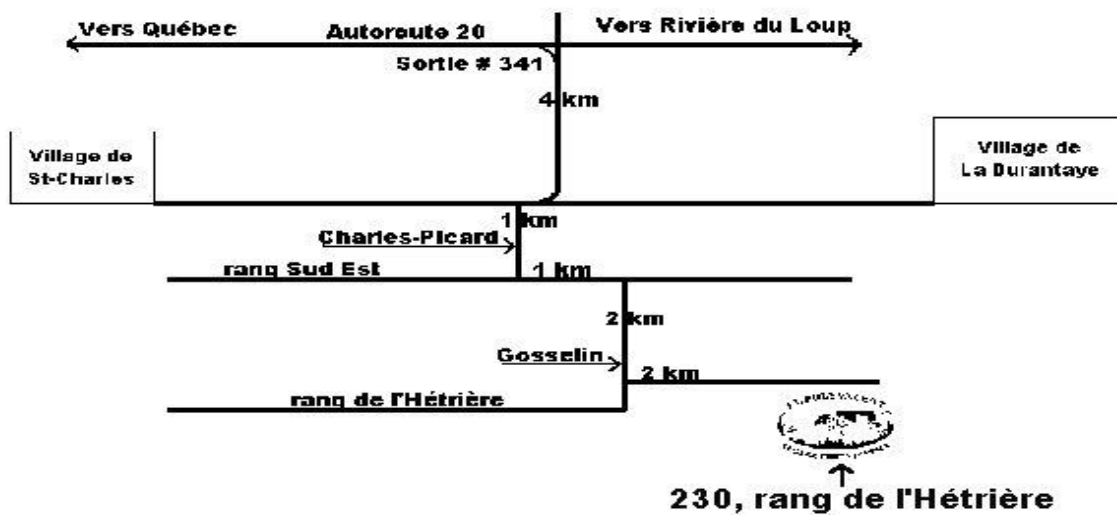 Vers Québec
Autoroute 20
Vers Rivière du Loup
Sortie # 341
4 km
Village de
St-Charles
Village de
La Durantaye
1 km
Charles-Picard
rang Sud Est
1 km
2 km
Gosselin
2 km
rang de l'Hétrière
230, rang de l'Hétrière